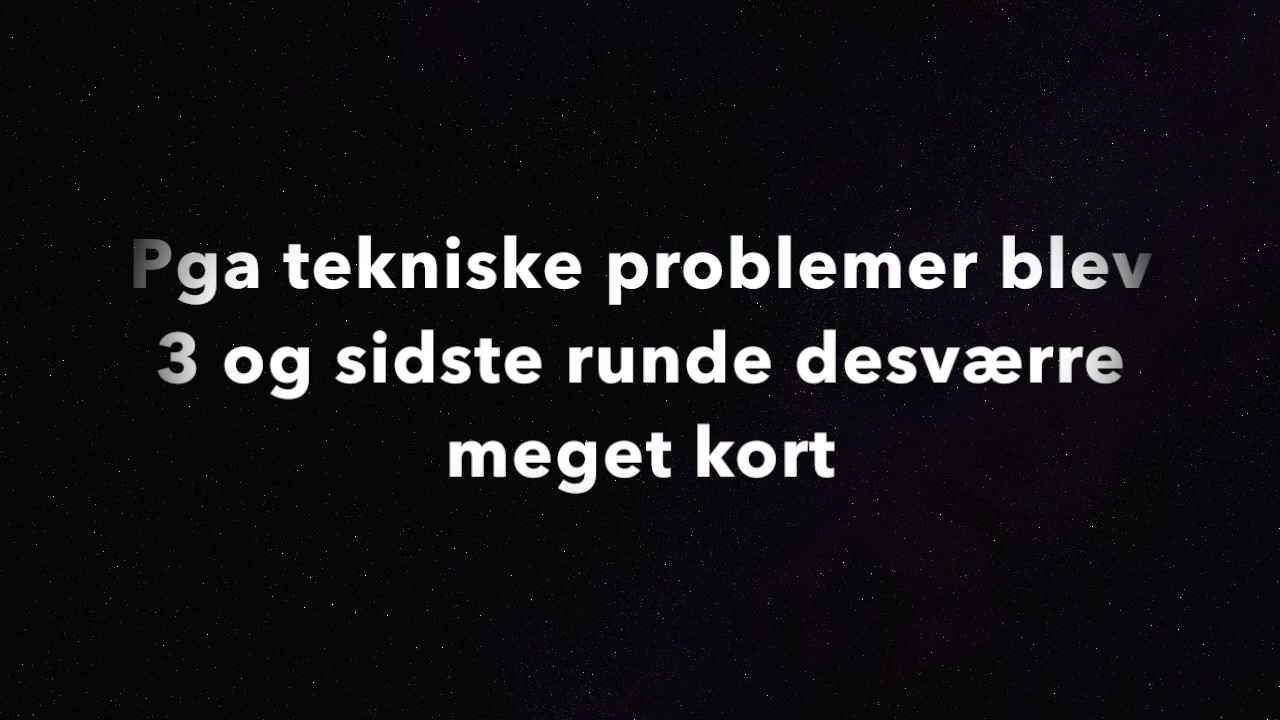 Pga tekniske problemer blev
3 og sidste runde desværre
meget kort